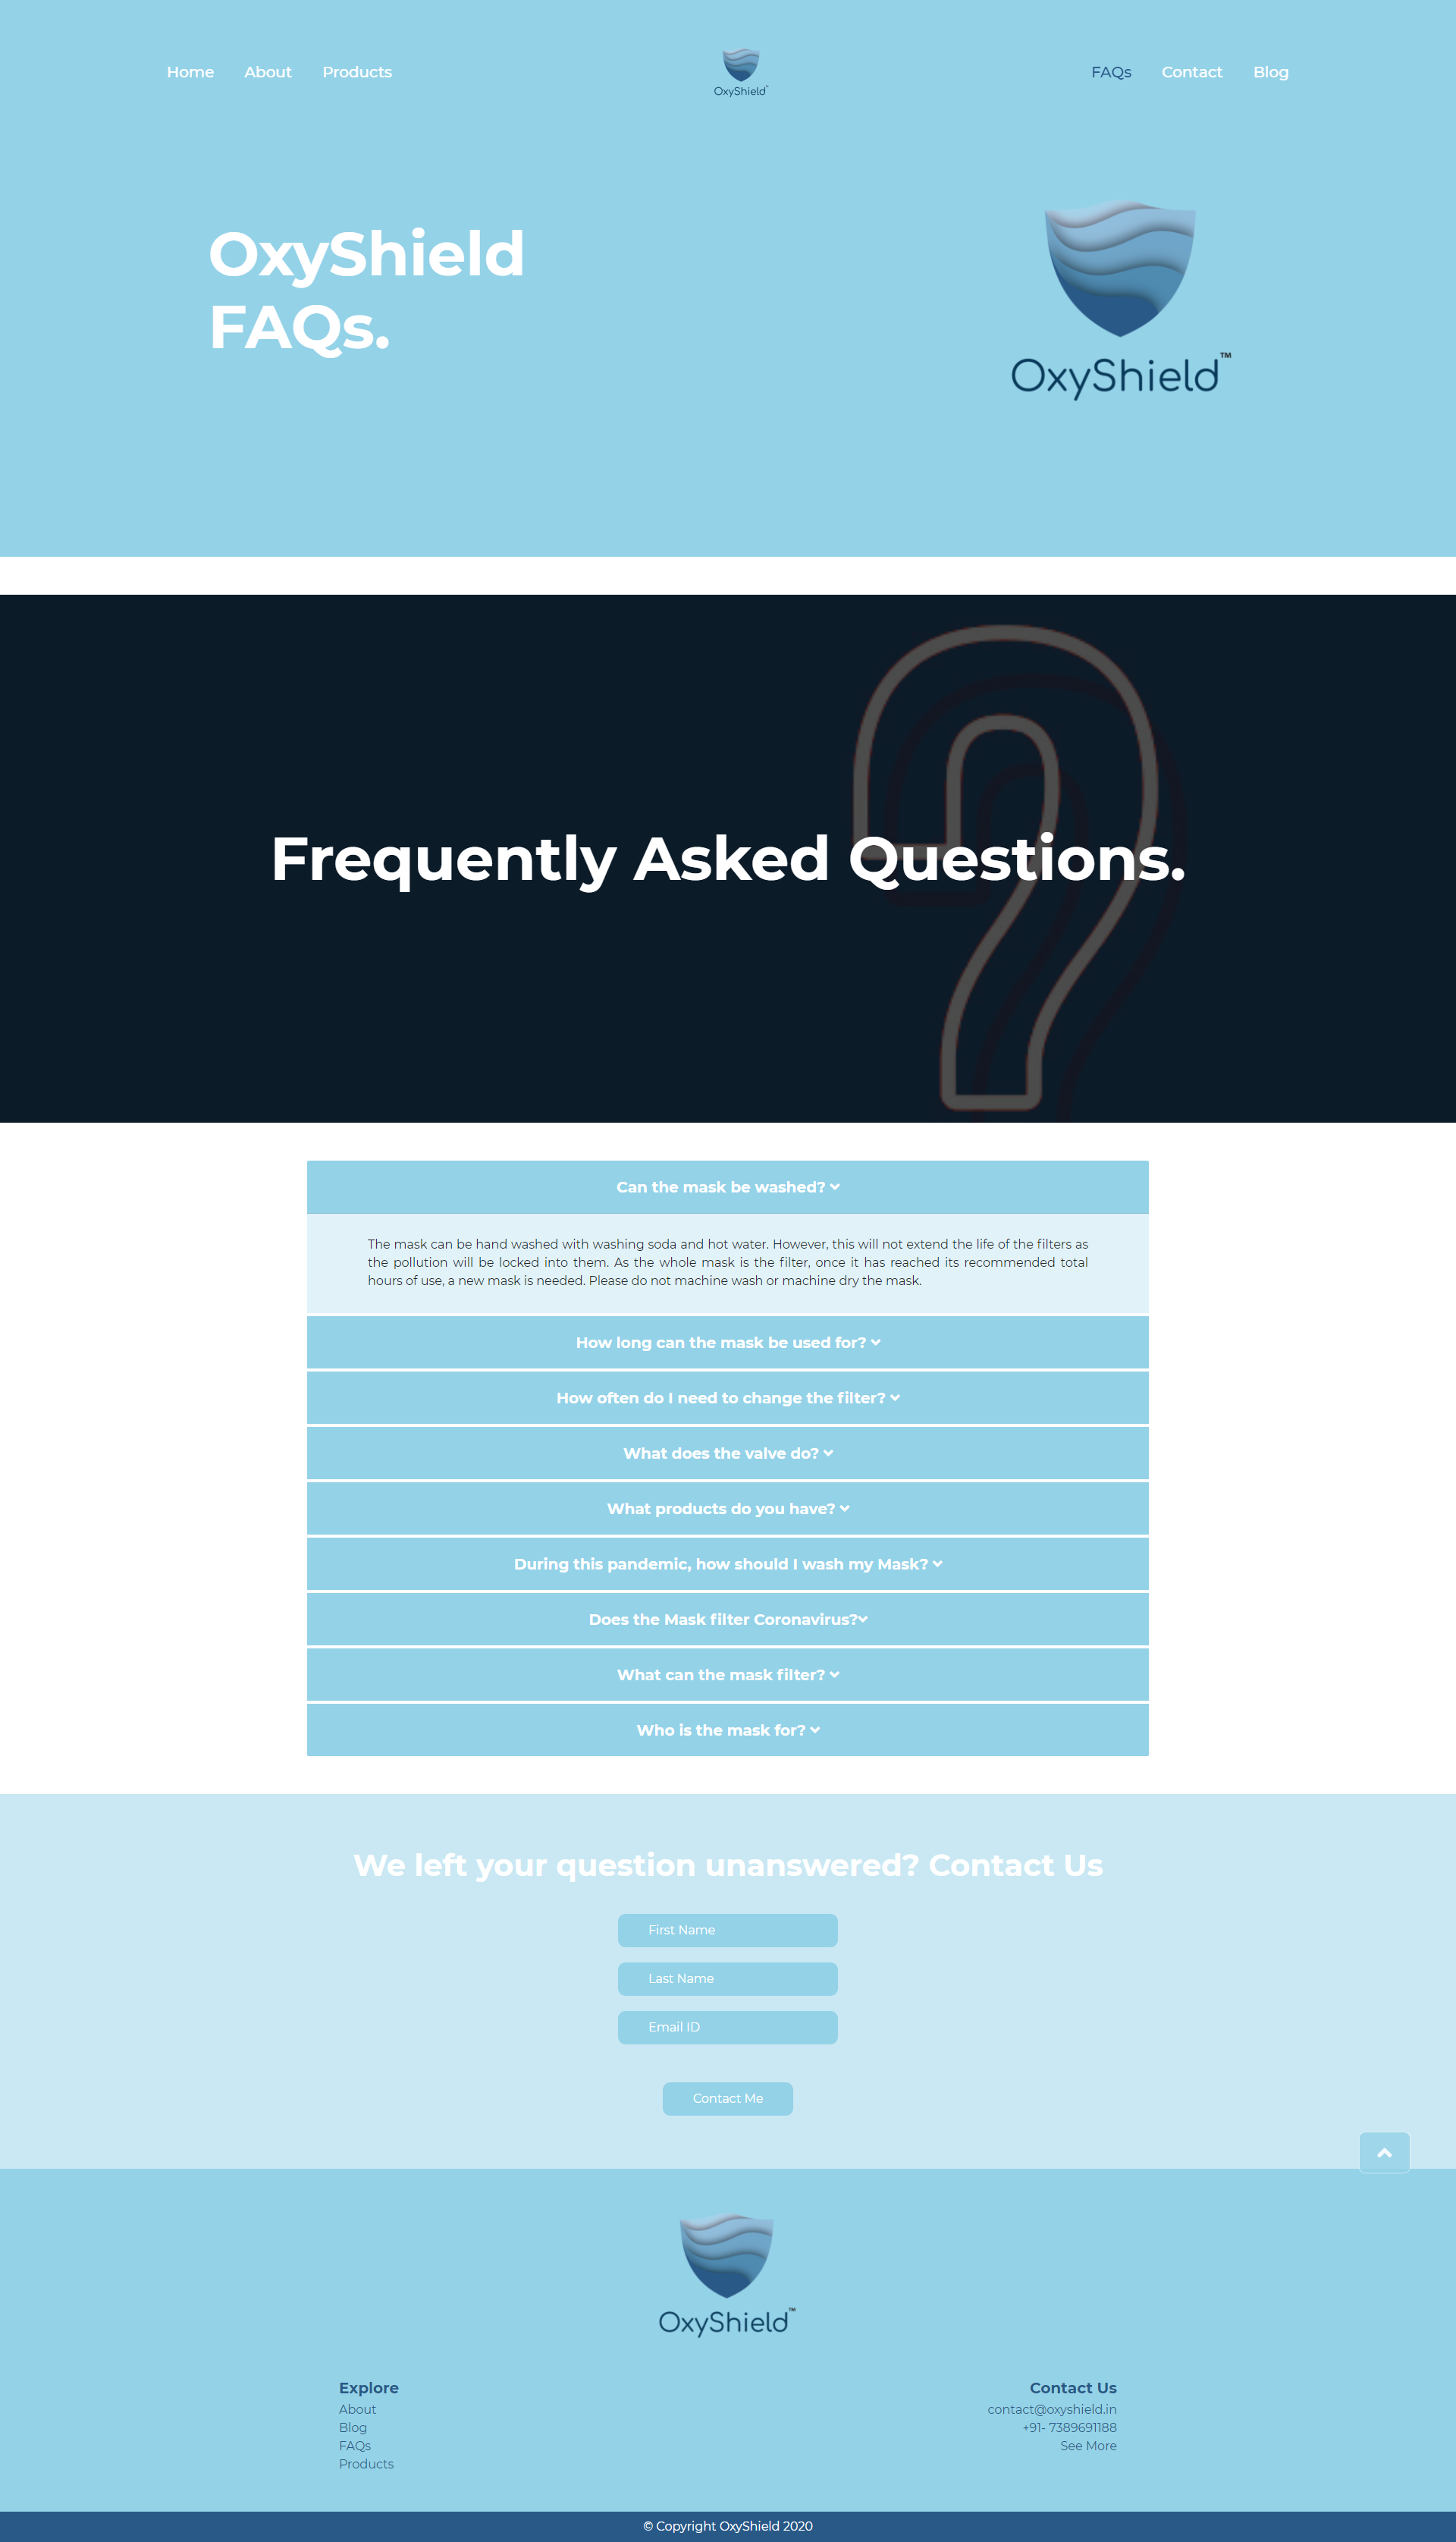 Home About Products OxyShield FAQs Contact Blog
OxyShield
FAQs.
OxyShield™
Frequently Asked Questions.
Can the mask be washed?
The mask can be hand washed with washing soda and hot water. However, this will not extend the life of the filters as
the pollution will be locked into them. As the whole mask is the filter, once it has reached its recommended total
hours of use, a new mask is needed. Please do not machine wash or machine dry the mask.
How long can the mask be used for?
How often do I need to change the filter?
What does the valve do?
What products do you have?
During this pandemic, how should I wash my Mask?
Does the Mask filter Coronavirus?
What can the mask filter?
Who is the mask for?
We left your question unanswered? Contact Us
First Name
Last Name
Email ID
Contact Me
OxyShield™
Explore
About
Blog
FAQs
Products
Contact Us
contact@oxyshield.in
+91- 7389691188
See More
© Copyright OxyShield 2020